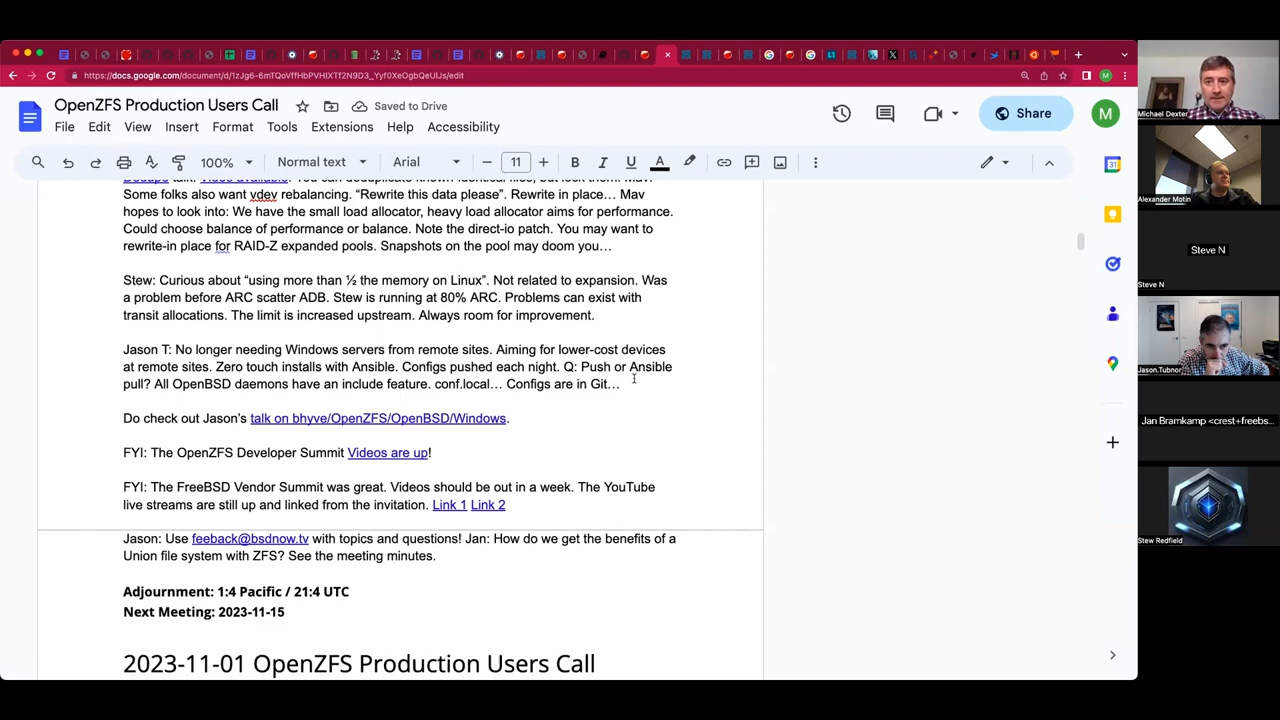 https://docs.google.com/document/d/1zJg6-6mTQoVffHbPVHIXTf2N9D3_Yyf0XeOgbQeUIJs/edit
OpenZFS Production Users Call
Saved to Drive
File Edit View Insert Format Tools Extensions Help Accessibility
Share
M
100% Normal text Arial 11
Some folks also want vdev rebalancing. “Rewrite this data please”. Rewrite in place… Mav
hopes to look into: We have the small load allocator, heavy load allocator aims for performance.
Could choose balance of performance or balance. Note the direct-io patch. You may want to
rewrite-in place for RAID-Z expanded pools. Snapshots on the pool may doom you…
Stew: Curious about “using more than ½ the memory on Linux”. Not related to expansion. Was
a problem before ARC scatter ADB. Stew is running at 80% ARC. Problems can exist with
transit allocations. The limit is increased upstream. Always room for improvement.
Jason T: No longer needing Windows servers from remote sites. Aiming for lower-cost devices
at remote sites. Zero touch installs with Ansible. Configs pushed each night. Q: Push or Ansible
pull? All OpenBSD daemons have an include feature. conf.local… Configs are in Git…
Do check out Jason’s talk on bhyve/OpenZFS/OpenBSD/Windows.
FYI: The OpenZFS Developer Summit Videos are up!
FYI: The FreeBSD Vendor Summit was great. Videos should be out in a week. The YouTube
live streams are still up and linked from the invitation. Link 1 Link 2
Jason: Use feeback@bsdnow.tv with topics and questions! Jan: How do we get the benefits of a
Union file system with ZFS? See the meeting minutes.
Adjournment: 1:4 Pacific / 21:4 UTC
Next Meeting: 2023-11-15
2023-11-01 OpenZFS Production Users Call
Michael Dexter
Alexander Motin
Steve N
Steve N
Jason.Tubnor
Jan Bramkamp <crest+freebs...
Stew Redfield